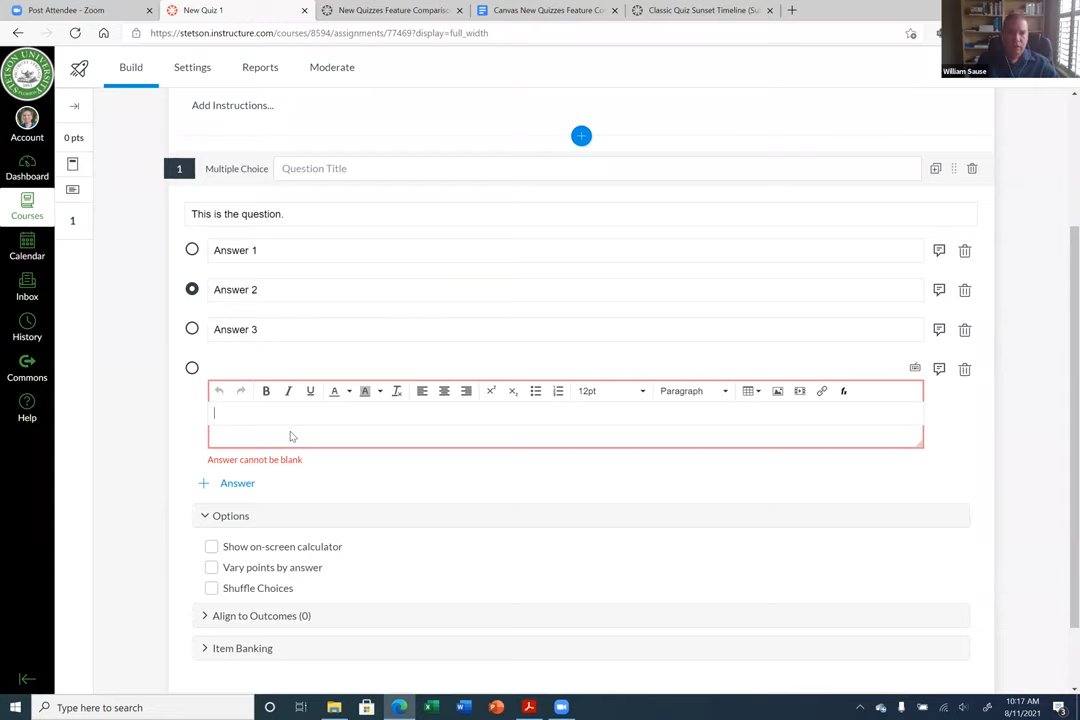 Post Attendee - Zoom
New Quiz 1
New Quizzes Feature Comparison
Canvas New Quizzes Feature Co
Classic Quiz Sunset Timeline (Su
https://stetson.instructure.com/courses/8594/assignments/77469?display=full_width
William Sause
STETSON UNIVERSITY
Build
Settings
Reports
Moderate
Account
Dashboard
Courses
Calendar
Inbox
History
Commons
Help
0 pts
1
Add Instructions...
1
Multiple Choice
Question Title
This is the question.
Answer 1
Answer 2
Answer 3
B I U A A 12pt Paragraph
Answer cannot be blank
+ Answer
Options
Show on-screen calculator
Vary points by answer
Shuffle Choices
Align to Outcomes (0)
Item Banking
Type here to search
10:17 AM
8/11/2021
3